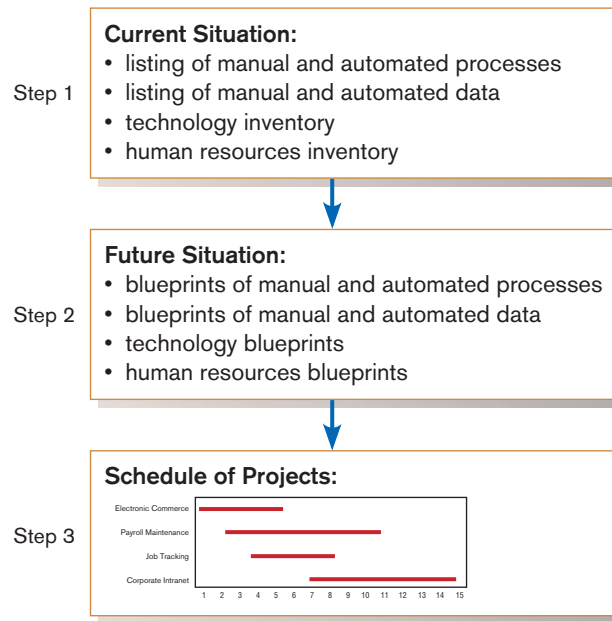 Step 1
Current Situation:
• listing of manual and automated processes
• listing of manual and automated data
• technology inventory
• human resources inventory
Step 2
Future Situation:
• blueprints of manual and automated processes
• blueprints of manual and automated data
• technology blueprints
• human resources blueprints
Step 3
Schedule of Projects:
Electronic Commerce
Payroll Maintenance
Job Tracking
Corporate Intranet
1 2 3 4 5 6 7 8 9 10 11 12 13 14 15